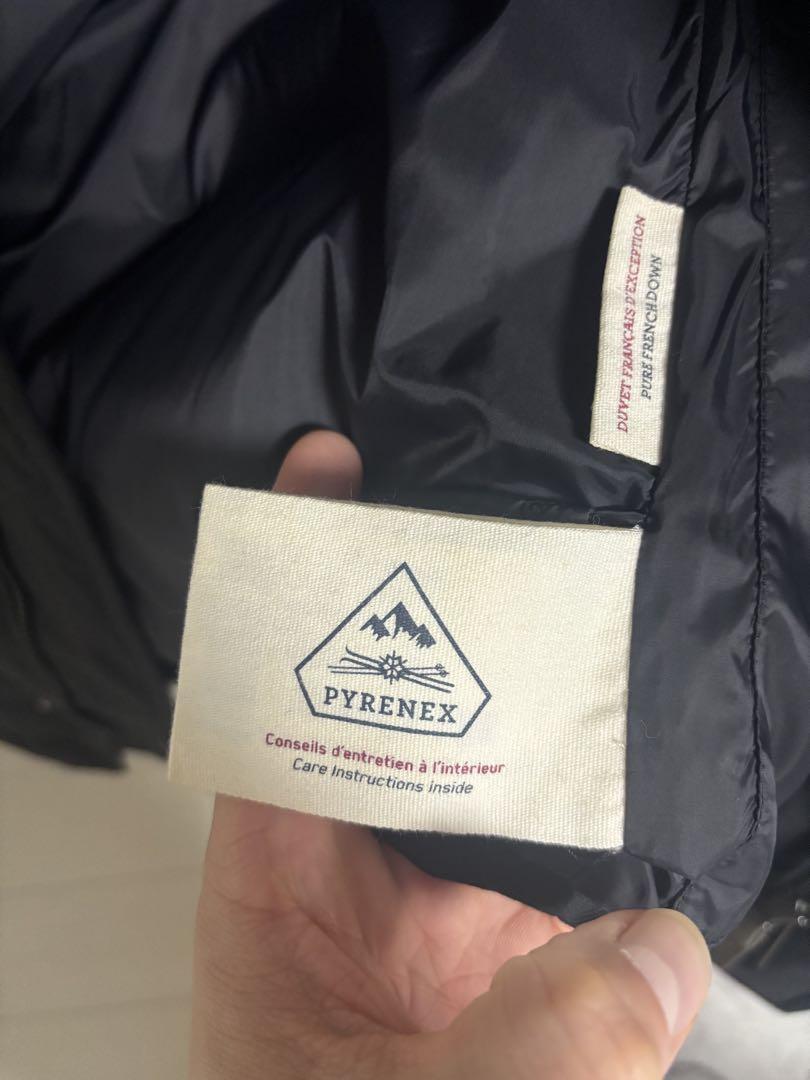 DUVET FRANÇAIS D'EXCEPTION
PURE FRENCH DOWN
PYRENEX
Conseils d'entretien à l'intérieur
Care Instructions inside